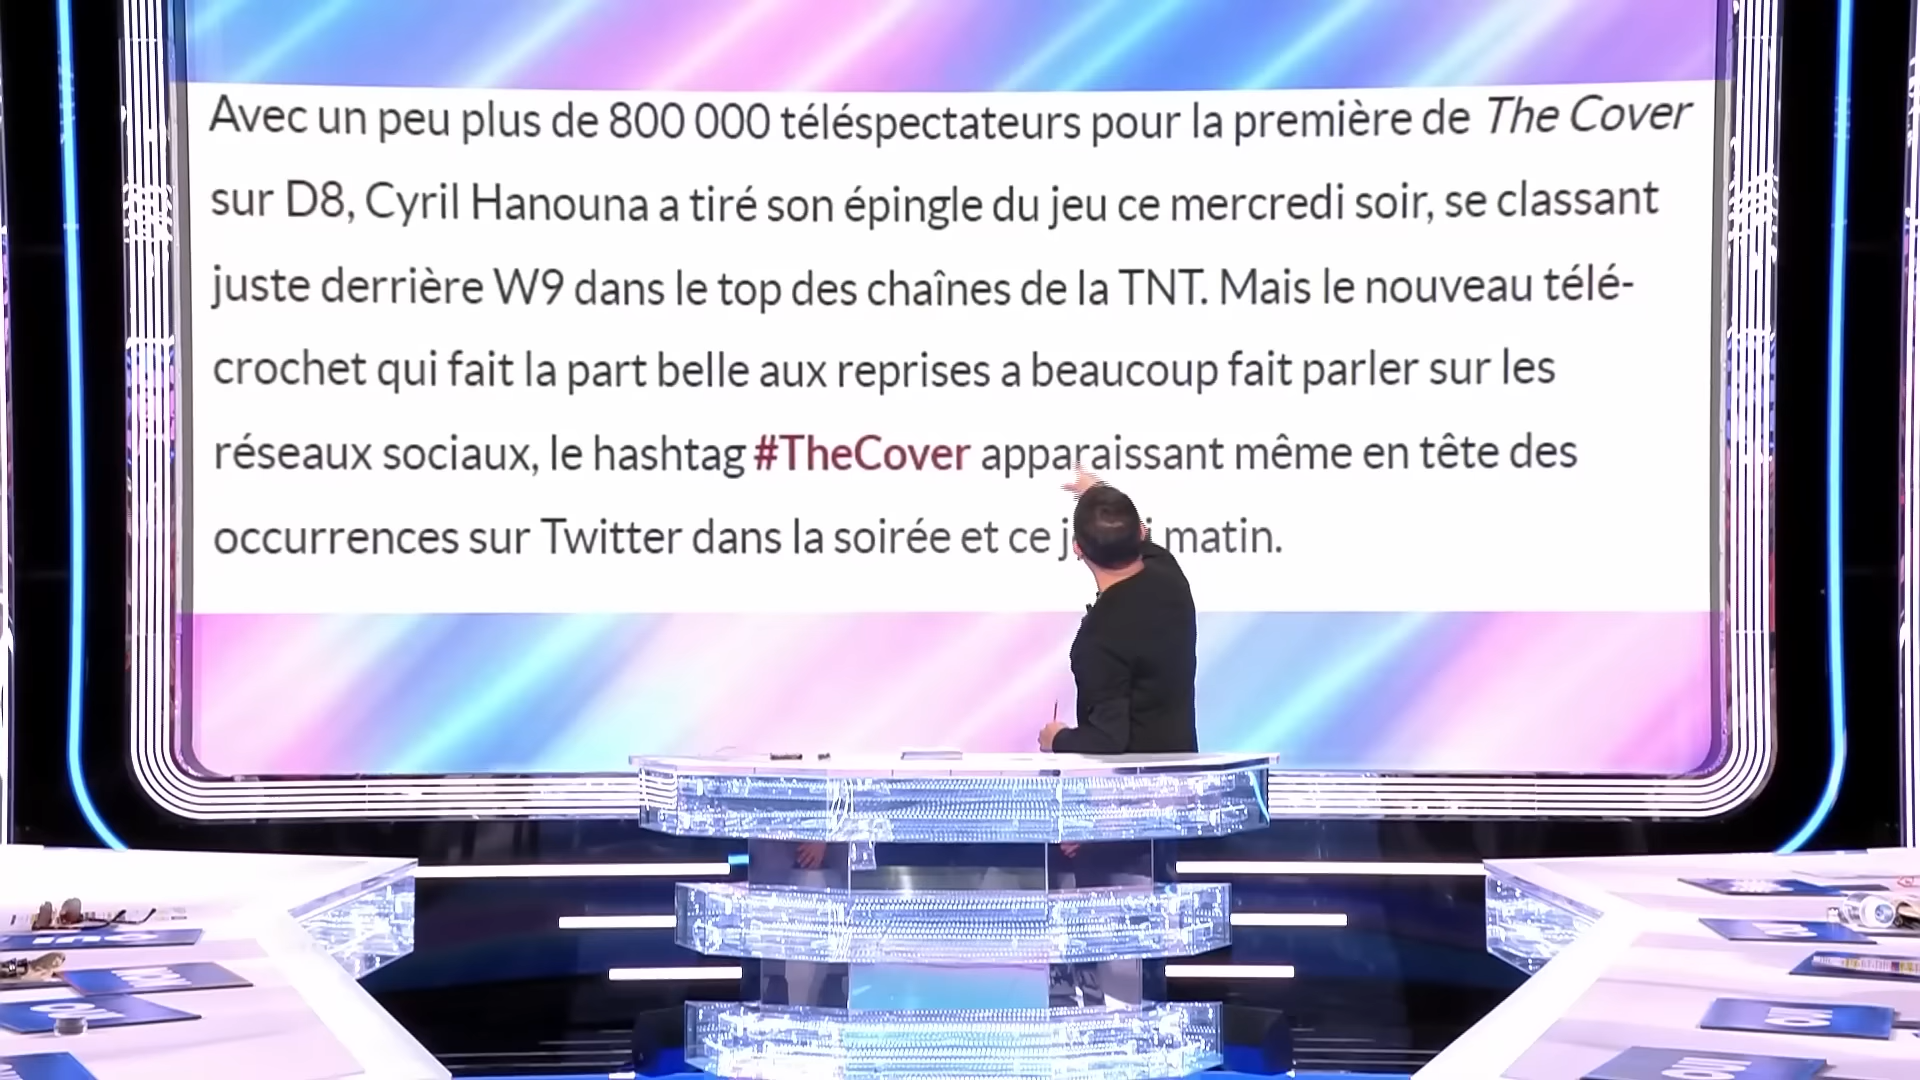 Avec un peu plus de 800 000 téléspectateurs pour la première de The Cover
sur D8, Cyril Hanouna a tiré son épingle du jeu ce mercredi soir, se classant
juste derrière W9 dans le top des chaînes de la TNT. Mais le nouveau télé-
crochet qui fait la part belle aux reprises a beaucoup fait parler sur les
réseaux sociaux, le hashtag #TheCover apparaissant même en tête des
occurrences sur Twitter dans la soirée et ce matin.